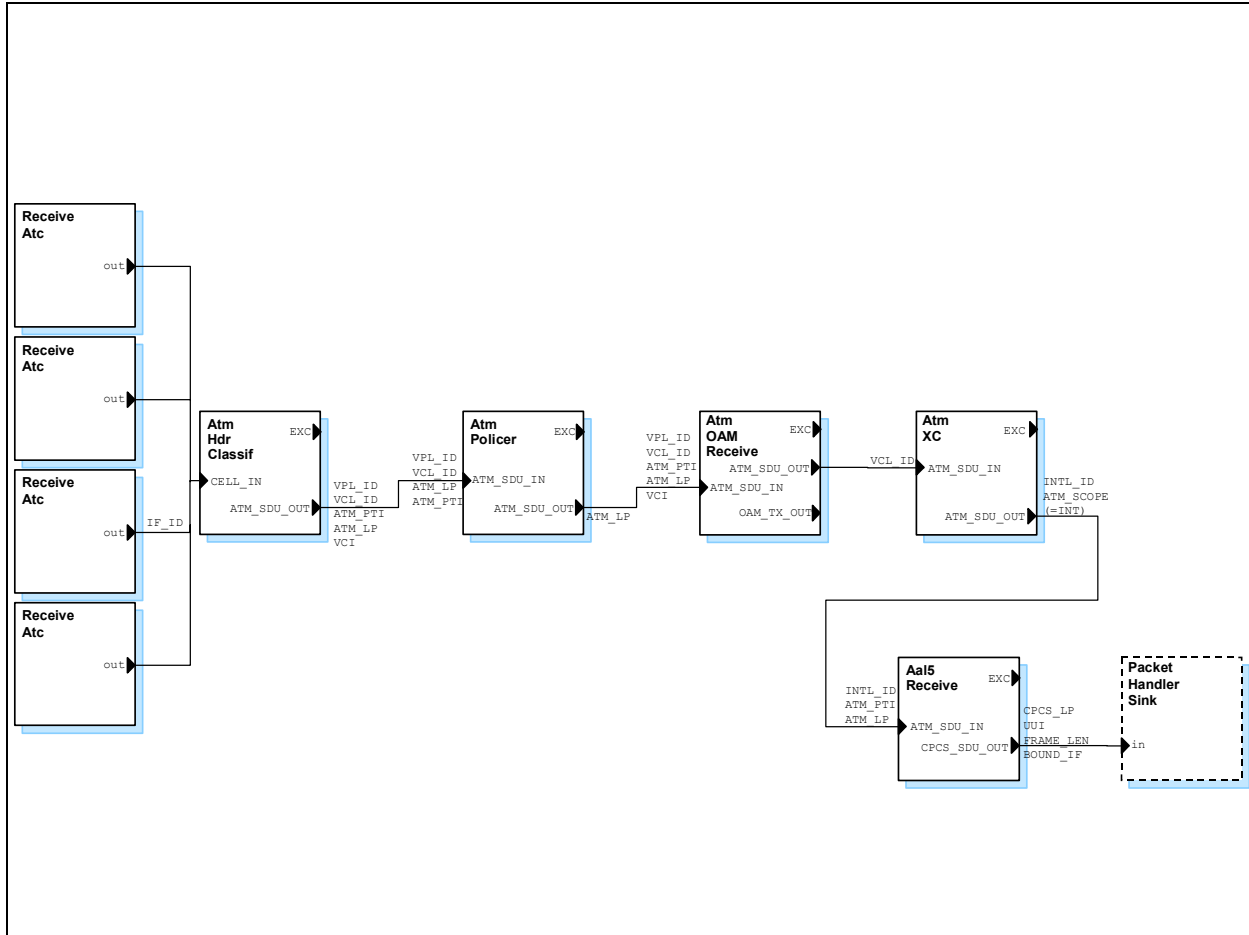 Receive
Atc
out
Receive
Atc
out
Receive
Atc
out
IF_ID
Receive
Atc
out
Atm
Hdr
Classif
EXC
CELL_IN
ATM_SDU_OUT
VPL_ID
VCL_ID
ATM_PTI
ATM_LP
VCI
VPL_ID
VCL_ID
ATM_LP
ATM_PTI
Atm
Policer
EXC
ATM_SDU_IN
ATM_SDU_OUT
ATM_LP
VPL_ID
VCL_ID
ATM_PTI
ATM_LP
VCI
Atm
OAM
Receive
EXC
ATM_SDU_OUT
ATM_SDU_IN
OAM_TX_OUT
VCL_ID
Atm
XC
EXC
ATM_SDU_IN
ATM_SDU_OUT
INTL_ID
ATM_SCOPE
(=INT)
INTL_ID
ATM_PTI
ATM_LP
Aal5
Receive
EXC
ATM_SDU_IN
CPCS_SDU_OUT
CPCS_LP
UUI
FRAME_LEN
BOUND_IF
Packet
Handler
Sink
in